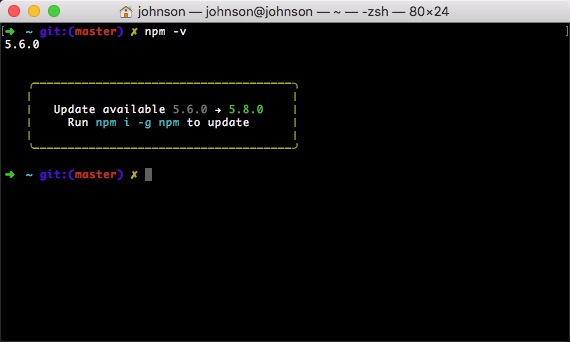 johnson — johnson@johnson — ~ — -zsh — 80×24
[➜ ~ git:(master) ✗ npm -v ]
5.6.0
Update available 5.6.0 → 5.8.0
Run npm i -g npm to update
➜ ~ git:(master) ✗